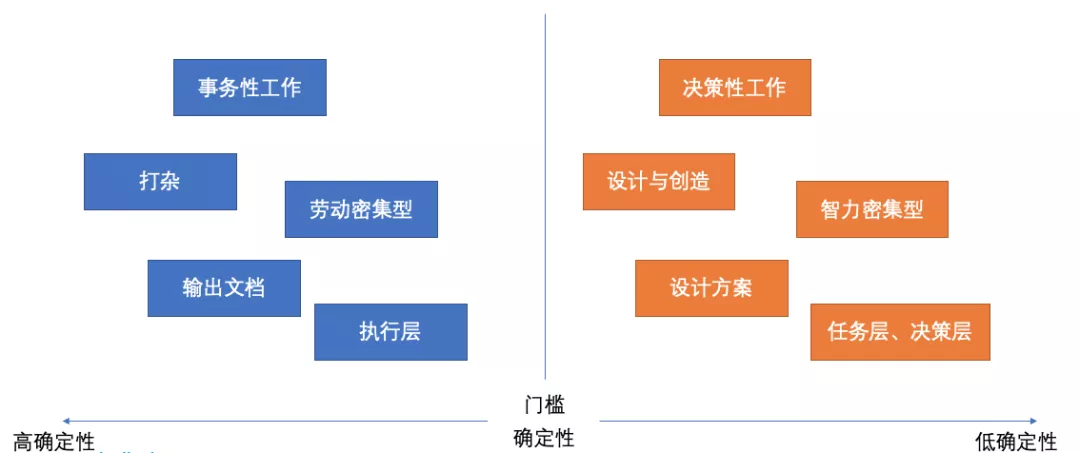 事务性工作
决策性工作
打杂
设计与创造
劳动密集型
智力密集型
输出文档
设计方案
执行层
任务层、决策层
门槛
高确定性
确定性
低确定性